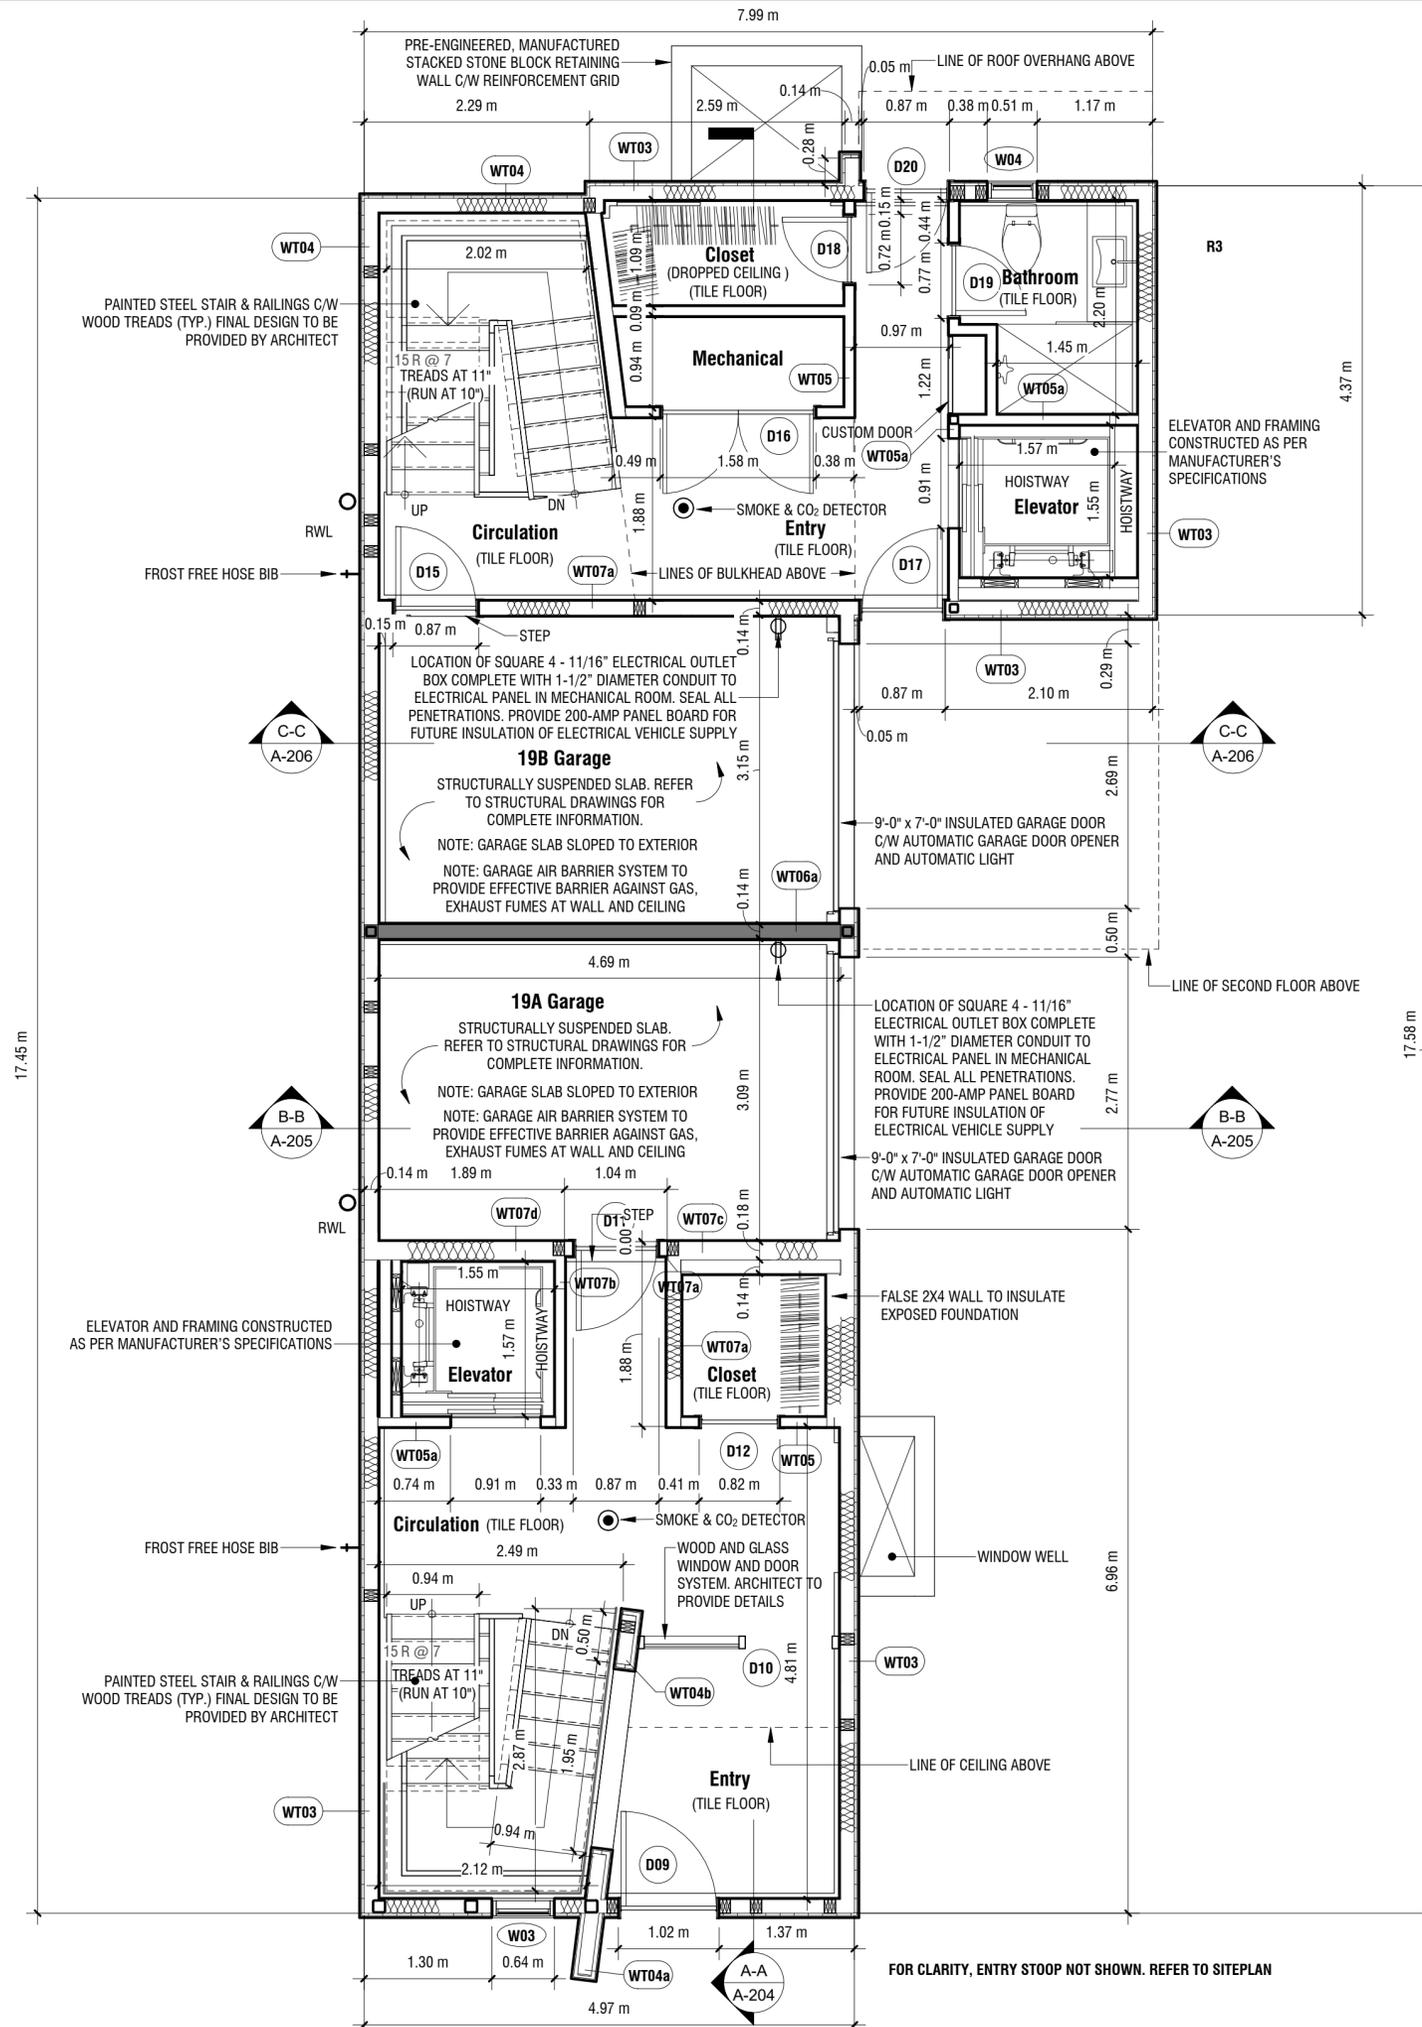 7.99 m
PRE-ENGINEERED, MANUFACTURED
STACKED STONE BLOCK RETAINING
WALL C/W REINFORCEMENT GRID
0.05 m
LINE OF ROOF OVERHANG ABOVE
2.29 m
2.59 m
0.14 m
0.87 m
0.38 m
0.51 m
1.17 m
0.28 m
WT03
WT04
D20
W04
WT04
2.02 m
1.09 m
Closet
(DROPPED CEILING )
(TILE FLOOR)
D18
0.15 m
0.72 m
0.44 m
0.77 m
D19
Bathroom
(TILE FLOOR)
2.20 m
R3
PAINTED STEEL STAIR & RAILINGS C/W
WOOD TREADS (TYP.) FINAL DESIGN TO BE
PROVIDED BY ARCHITECT
0.09 m
15 R @ 7
TREADS AT 11"
(RUN AT 10")
0.94 m
Mechanical
WT05
0.97 m
1.22 m
1.45 m
WT05a
4.37 m
D16
CUSTOM DOOR
WT05a
ELEVATOR AND FRAMING
CONSTRUCTED AS PER
MANUFACTURER'S
SPECIFICATIONS
0.49 m
1.58 m
0.38 m
0.91 m
1.57 m
HOISTWAY
Elevator
1.55 m
HOISTWAY
UP
DN
1.88 m
SMOKE & CO2 DETECTOR
RWL
Circulation
(TILE FLOOR)
Entry
(TILE FLOOR)
WT03
FROST FREE HOSE BIB
D15
WT07a
LINES OF BULKHEAD ABOVE
D17
0.15 m
0.87 m
STEP
0.14 m
LOCATION OF SQUARE 4 - 11/16" ELECTRICAL OUTLET
BOX COMPLETE WITH 1-1/2" DIAMETER CONDUIT TO
ELECTRICAL PANEL IN MECHANICAL ROOM. SEAL ALL
PENETRATIONS. PROVIDE 200-AMP PANEL BOARD FOR
FUTURE INSULATION OF ELECTRICAL VEHICLE SUPPLY
WT03
0.29 m
0.87 m
2.10 m
C-C
A-206
0.05 m
C-C
A-206
19B Garage
3.15 m
2.69 m
STRUCTURALLY SUSPENDED SLAB. REFER
TO STRUCTURAL DRAWINGS FOR
COMPLETE INFORMATION.
NOTE: GARAGE SLAB SLOPED TO EXTERIOR
9'-0" x 7'-0" INSULATED GARAGE DOOR
C/W AUTOMATIC GARAGE DOOR OPENER
AND AUTOMATIC LIGHT
NOTE: GARAGE AIR BARRIER SYSTEM TO
PROVIDE EFFECTIVE BARRIER AGAINST GAS,
EXHAUST FUMES AT WALL AND CEILING
0.14 m
WT06a
0.50 m
4.69 m
LINE OF SECOND FLOOR ABOVE
19A Garage
STRUCTURALLY SUSPENDED SLAB.
REFER TO STRUCTURAL DRAWINGS FOR
COMPLETE INFORMATION.
NOTE: GARAGE SLAB SLOPED TO EXTERIOR
NOTE: GARAGE AIR BARRIER SYSTEM TO
PROVIDE EFFECTIVE BARRIER AGAINST GAS,
EXHAUST FUMES AT WALL AND CEILING
3.09 m
LOCATION OF SQUARE 4 - 11/16"
ELECTRICAL OUTLET BOX COMPLETE
WITH 1-1/2" DIAMETER CONDUIT TO
ELECTRICAL PANEL IN MECHANICAL
ROOM. SEAL ALL PENETRATIONS.
PROVIDE 200-AMP PANEL BOARD
FOR FUTURE INSULATION OF
ELECTRICAL VEHICLE SUPPLY
2.77 m
17.45 m
17.58 m
B-B
A-205
B-B
A-205
9'-0" x 7'-0" INSULATED GARAGE DOOR
C/W AUTOMATIC GARAGE DOOR OPENER
AND AUTOMATIC LIGHT
0.14 m
1.89 m
1.04 m
RWL
WT07d
STEP
0.00
WT07c
0.18 m
1.55 m
WT07b
WT07a
0.14 m
HOISTWAY
1.57 m
HOISTWAY
Elevator
ELEVATOR AND FRAMING CONSTRUCTED
AS PER MANUFACTURER'S SPECIFICATIONS
1.88 m
WT07a
Closet
(TILE FLOOR)
FALSE 2X4 WALL TO INSULATE
EXPOSED FOUNDATION
WT05a
D12
WT05
0.74 m
0.91 m
0.33 m
0.87 m
0.41 m
0.82 m
Circulation (TILE FLOOR)
SMOKE & CO2 DETECTOR
FROST FREE HOSE BIB
2.49 m
WOOD AND GLASS
WINDOW AND DOOR
SYSTEM. ARCHITECT TO
PROVIDE DETAILS
WINDOW WELL
6.96 m
0.94 m
UP
DN
0.50 m
15 R @ 7
TREADS AT 11"
(RUN AT 10")
PAINTED STEEL STAIR & RAILINGS C/W
WOOD TREADS (TYP.) FINAL DESIGN TO BE
PROVIDED BY ARCHITECT
D10
4.81 m
WT03
WT04b
2.87 m
1.95 m
LINE OF CEILING ABOVE
Entry
(TILE FLOOR)
WT03
0.94 m
2.12 m
D09
W03
1.30 m
0.64 m
1.02 m
1.37 m
WT04a
A-A
A-204
FOR CLARITY, ENTRY STOOP NOT SHOWN. REFER TO SITEPLAN
4.97 m